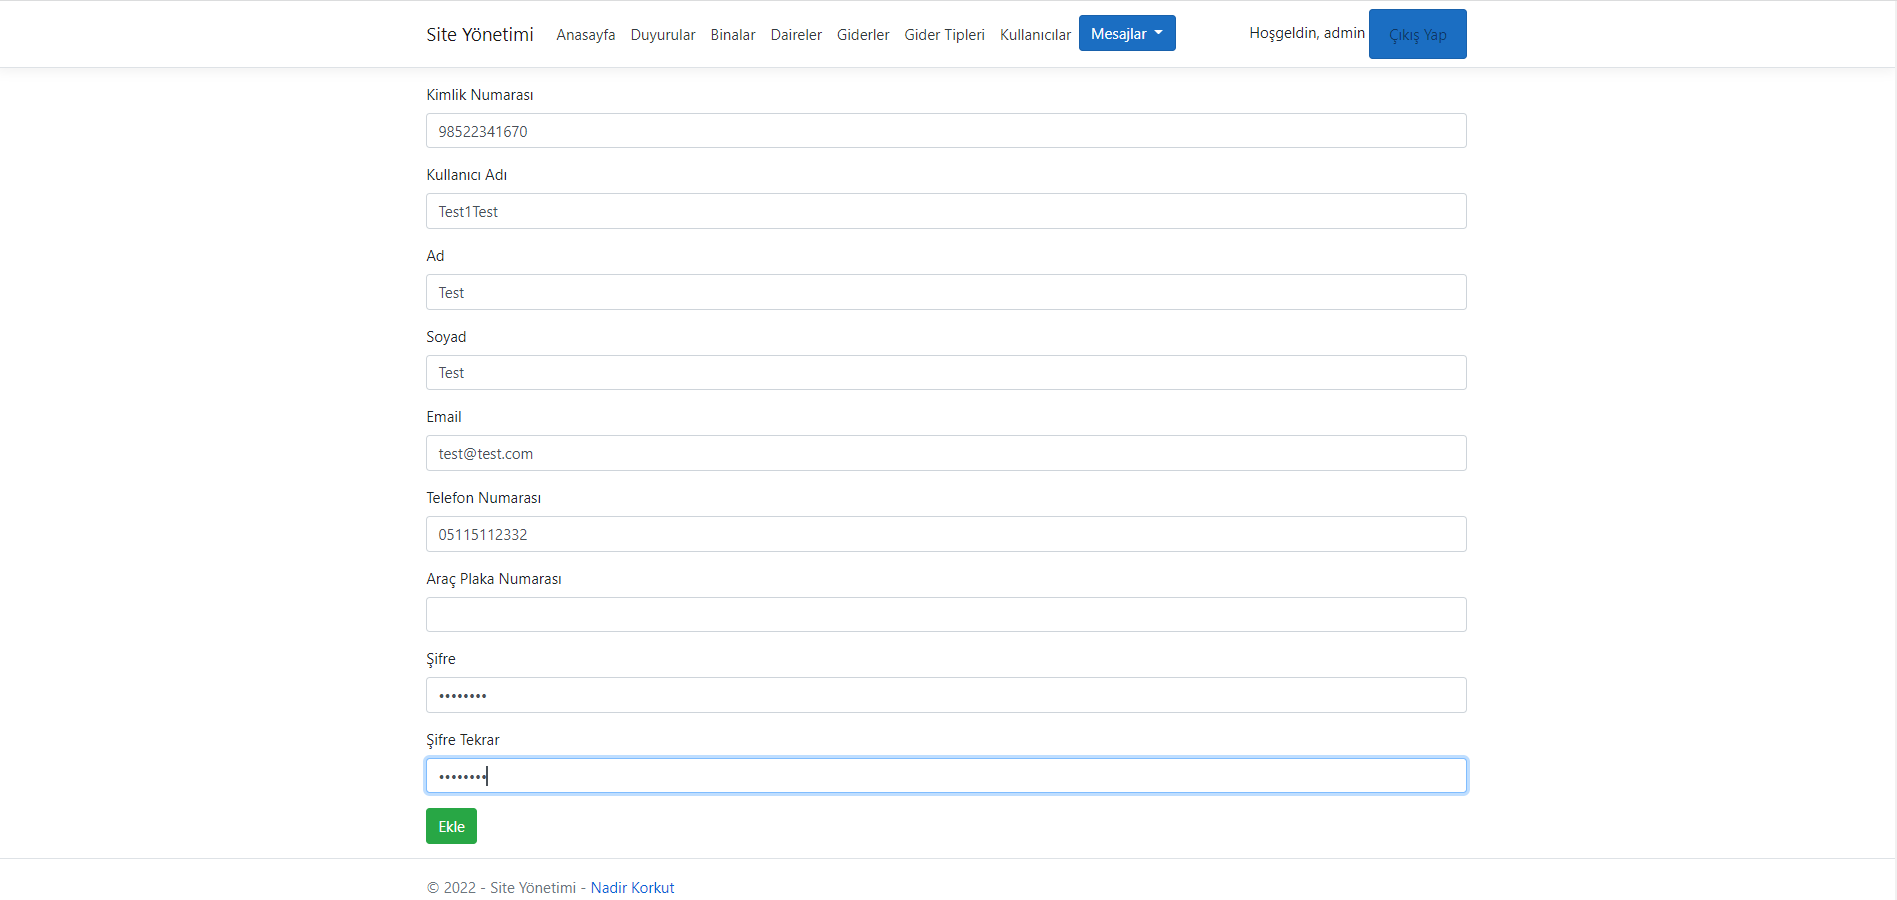 Site Yönetimi Anasayfa Duyurular Binalar Daireler Giderler Gider Tipleri Kullanıcılar Mesajlar Hoşgeldin, admin Çıkış Yap
Kimlik Numarası
98522341670
Kullanıcı Adı
Test1Test
Ad
Test
Soyad
Test
Email
test@test.com
Telefon Numarası
05115112332
Araç Plaka Numarası
Şifre
••••••••
Şifre Tekrar
••••••••
Ekle
© 2022 - Site Yönetimi - Nadir Korkut